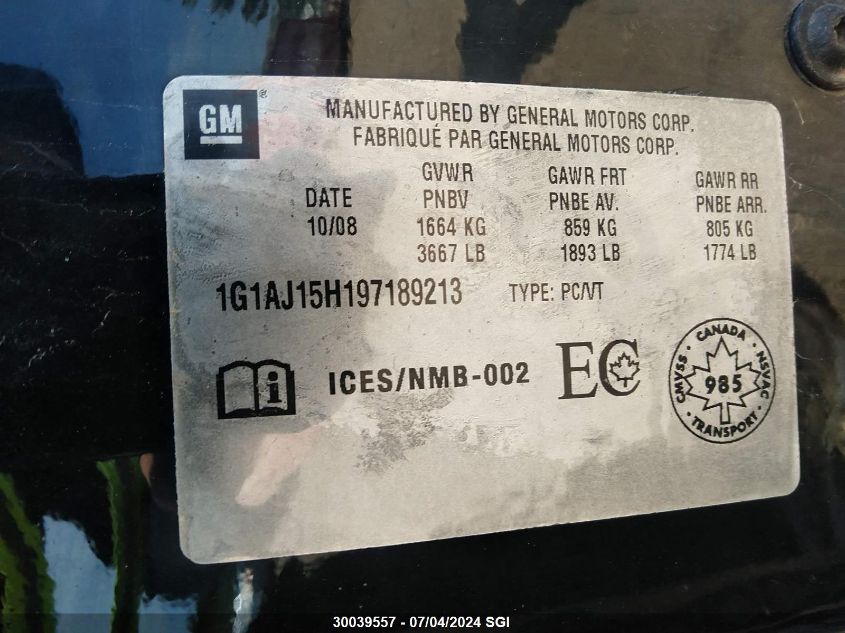 GM ®
MANUFACTURED BY GENERAL MOTORS CORP.
FABRIQUÉ PAR GENERAL MOTORS CORP.
GVWR GAWR FRT GAWR RR
DATE PNBV PNBE AV. PNBE ARR.
10/08 1664 KG 859 KG 805 KG
3667 LB 1893 LB 1774 LB
1G1AJ15H197189213 TYPE: PC/VT
i ICES/NMB-002 EC
CMVSS • CANADA • NSVAC • TRANSPORT •
985
30039557 - 07/04/2024 SGI